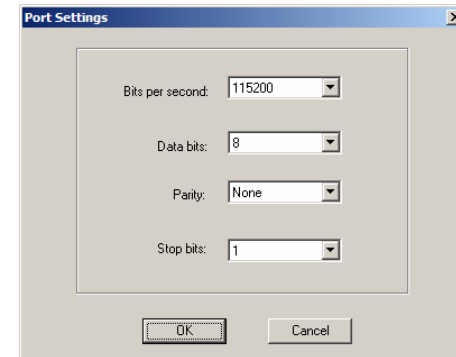 Port Settings
Bits per second: 115200
Data bits: 8
Parity: None
Stop bits: 1
OK Cancel